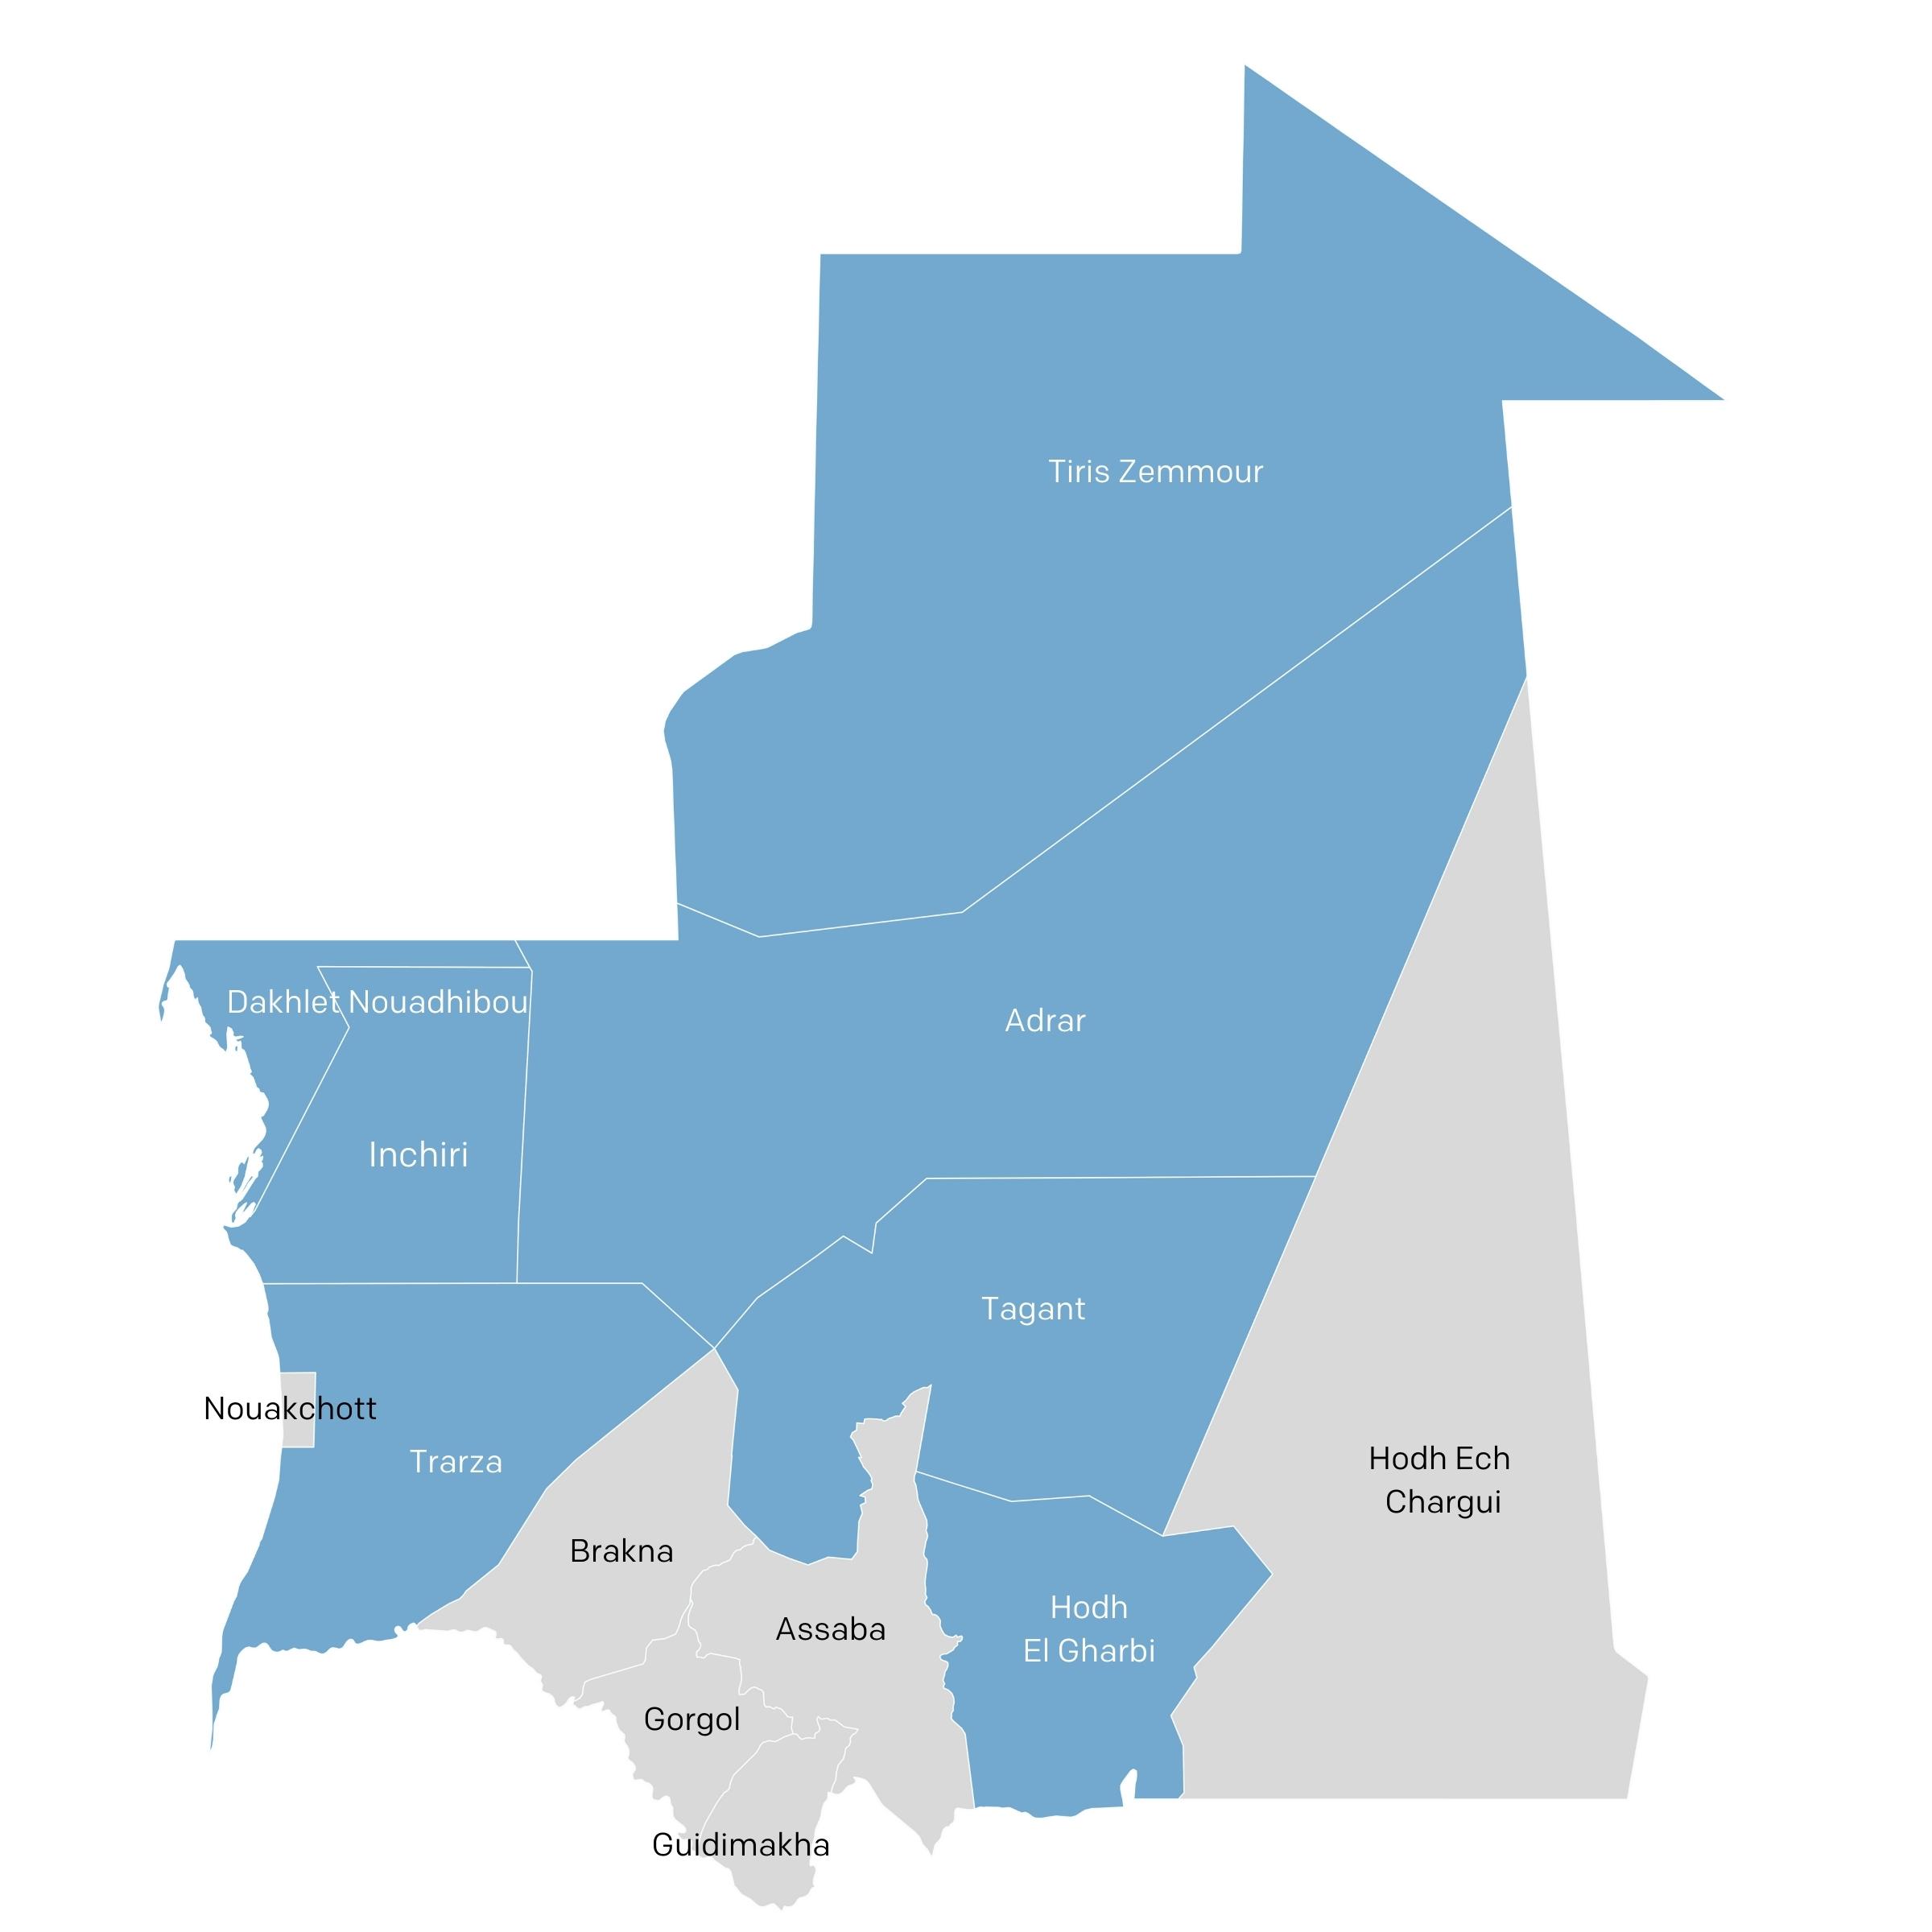 Tiris Zemmour
Dakhlet Nouadhibou
Adrar
Inchiri
Tagant
Nouakchott
Trarza
Hodh Ech
Chargui
Brakna
Hodh
El Gharbi
Assaba
Gorgol
Guidimakha